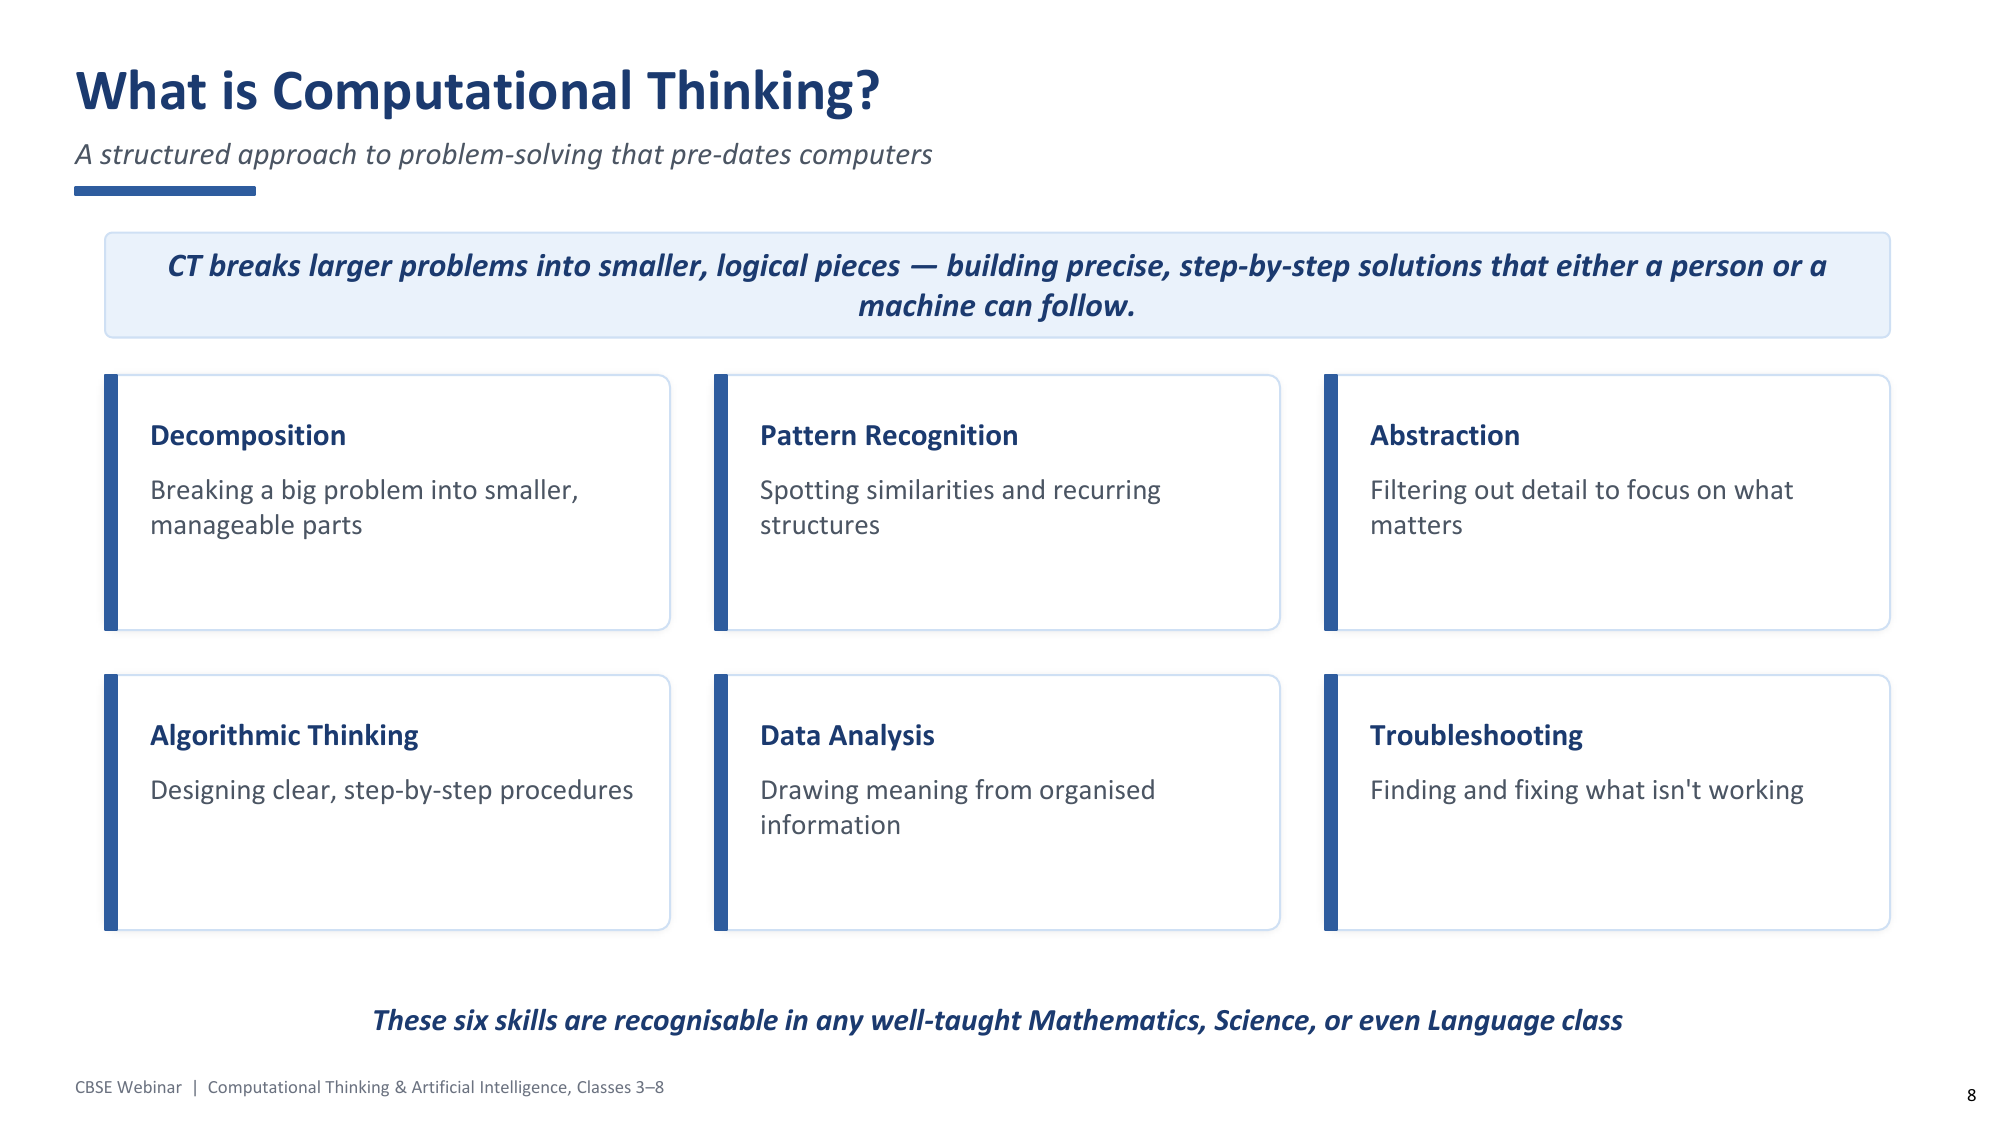 What is Computational Thinking?
A structured approach to problem-solving that pre-dates computers
CT breaks larger problems into smaller, logical pieces — building precise, step-by-step solutions that either a person or a
machine can follow.
Decomposition
Breaking a big problem into smaller,
manageable parts
Pattern Recognition
Spotting similarities and recurring
structures
Abstraction
Filtering out detail to focus on what
matters
Algorithmic Thinking
Designing clear, step-by-step procedures
Data Analysis
Drawing meaning from organised
information
Troubleshooting
Finding and fixing what isn't working
These six skills are recognisable in any well-taught Mathematics, Science, or even Language class
CBSE Webinar | Computational Thinking & Artificial Intelligence, Classes 3–8
8